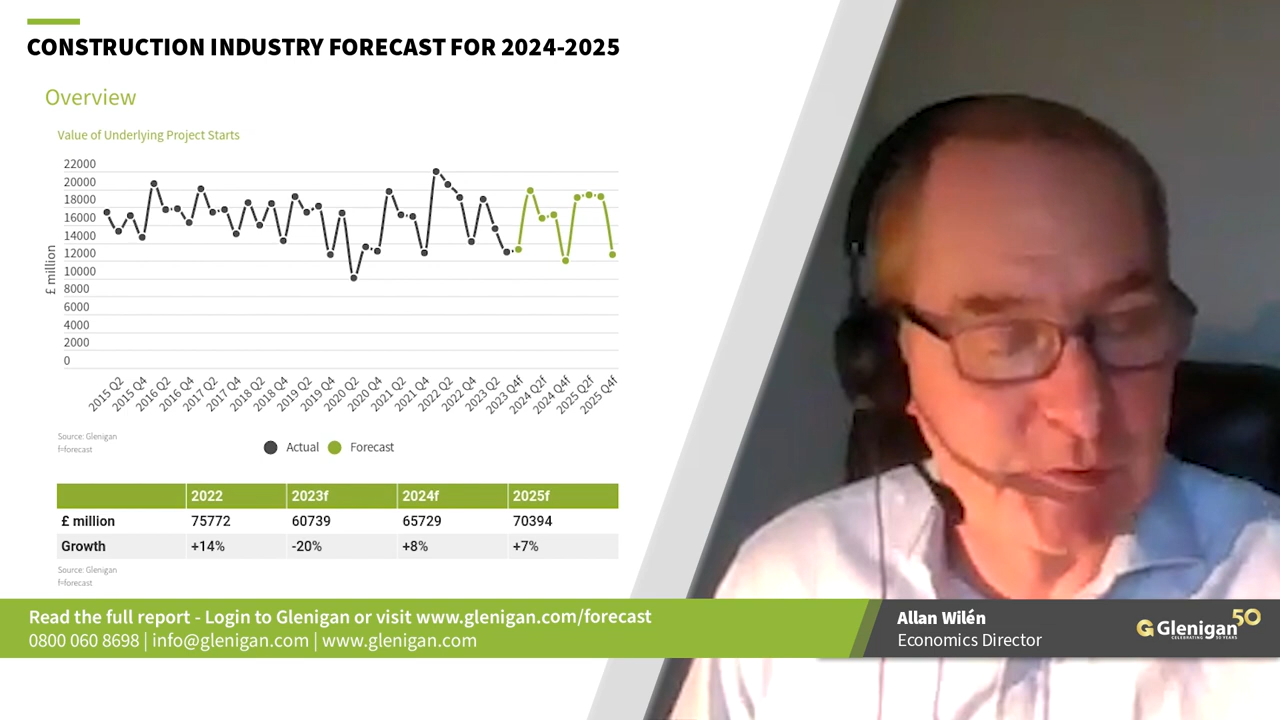 CONSTRUCTION INDUSTRY FORECAST FOR 2024-2025
Overview
Value of Underlying Project Starts
£ million
22000
20000
18000
16000
14000
12000
10000
8000
6000
4000
2000
0
2015 Q2
2015 Q4
2016 Q2
2016 Q4
2017 Q2
2017 Q4
2018 Q2
2018 Q4
2019 Q2
2019 Q4
2020 Q2
2020 Q4
2021 Q2
2021 Q4
2022 Q2
2022 Q4
2023 Q2
2023 Q4f
2024 Q2f
2024 Q4f
2025 Q2f
2025 Q4f
Source: Glenigan
f=forecast
Actual Forecast
2022 2023f 2024f 2025f
£ million 75772 60739 65729 70394
Growth +14% -20% +8% +7%
Source: Glenigan
f=forecast
Read the full report - Login to Glenigan or visit www.glenigan.com/forecast
0800 060 8698 | info@glenigan.com | www.glenigan.com
Allan Wilén
Economics Director
Glenigan 50
CELEBRATING 50 YEARS